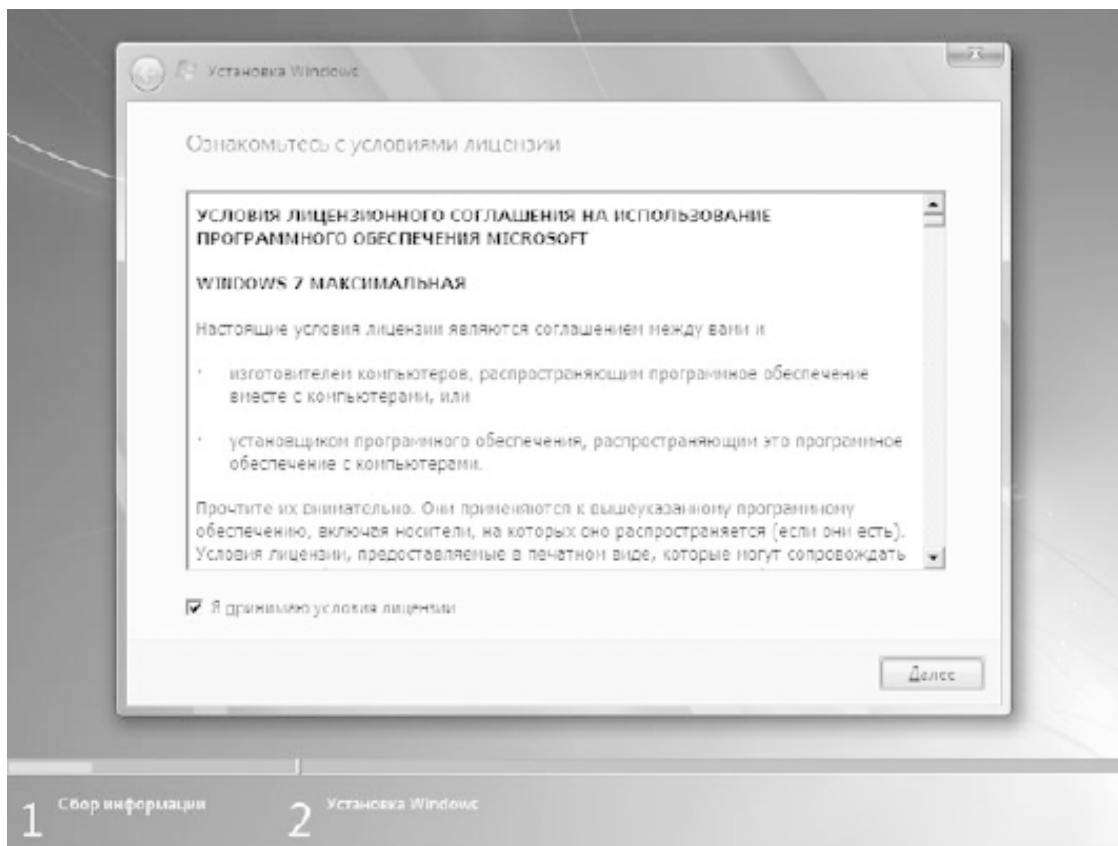 Установка Windows
Ознакомьтесь с условиями лицензии
УСЛОВИЯ ЛИЦЕНЗИОННОГО СОГЛАШЕНИЯ НА ИСПОЛЬЗОВАНИЕ
ПРОГРАММНОГО ОБЕСПЕЧЕНИЯ MICROSOFT
WINDOWS 7 МАКСИМАЛЬНАЯ
Настоящие условия лицензии являются соглашением между вами и
· изготовителем компьютеров, распространяющим программное обеспечение
вместе с компьютерами, или
· установщиком программного обеспечения, распространяющим это программное
обеспечение с компьютерами.
Прочтите их внимательно. Они применяются к вышеуказанному программному
обеспечению, включая носители, на которых оно распространяется (если они есть).
Условия лицензии, предоставляемые в печатном виде, которые могут сопровождать
Я принимаю условия лицензии
Далее
1 Сбор информации
2 Установка Windows